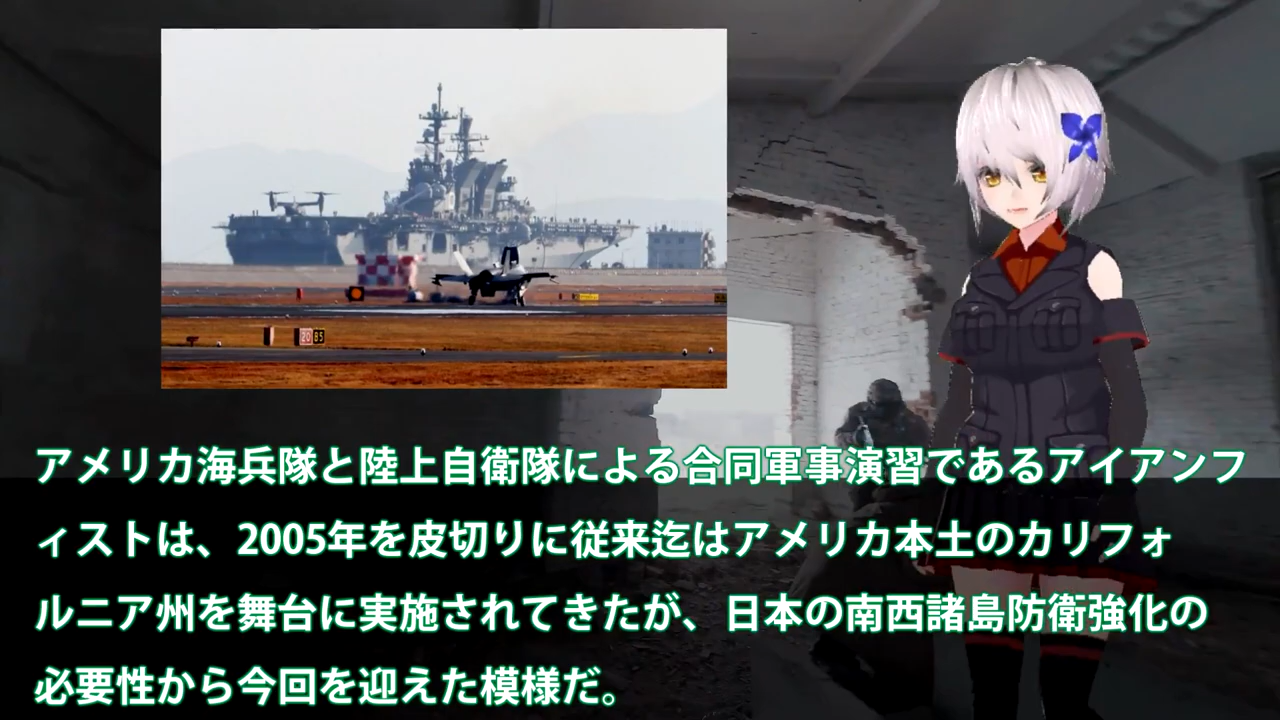 20 85
アメリカ海兵隊と陸上自衛隊による合同軍事演習であるアイアンフ
ィストは、2005年を皮切りに従来迄はアメリカ本土のカリフォ
ルニア州を舞台に実施されてきたが、日本の南西諸島防衛強化の
必要性から今回を迎えた模様だ。